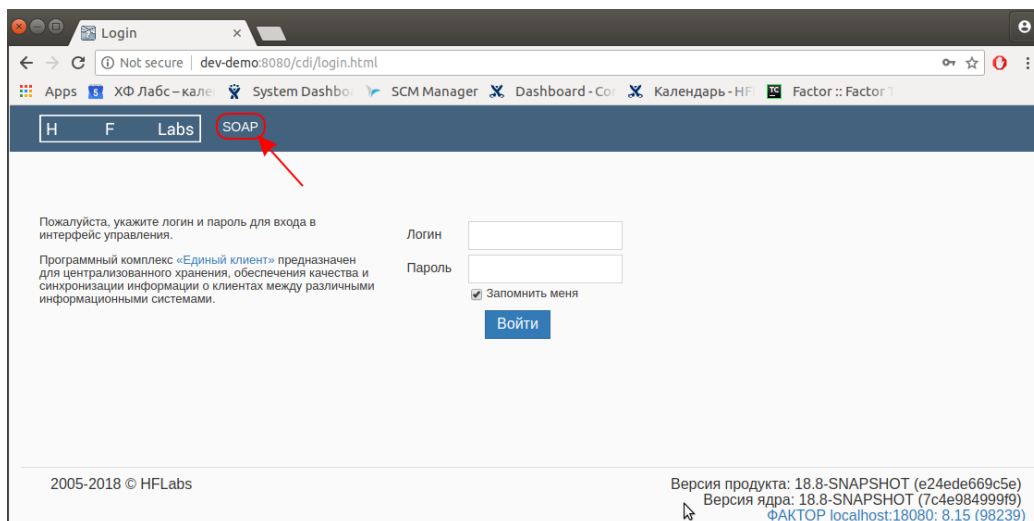 Login
Not secure | dev-demo:8080/cdi/login.html
Apps 5 ХФ Лабс – кале System Dashbo SCM Manager Dashboard - Co Календарь - HF TC Factor :: Factor
H F Labs SOAP
Пожалуйста, укажите логин и пароль для входа в
интерфейс управления.
Программный комплекс «Единый клиент» предназначен
для централизованного хранения, обеспечения качества и
синхронизации информации о клиентах между различными
информационными системами.
Логин
Пароль
Запомнить меня
Войти
2005-2018 © HFLabs
Версия продукта: 18.8-SNAPSHOT (e24ede669c5e)
Версия ядра: 18.8-SNAPSHOT (7c4e984999f9)
ФАКТОР localhost:18080: 8.15 (98239)